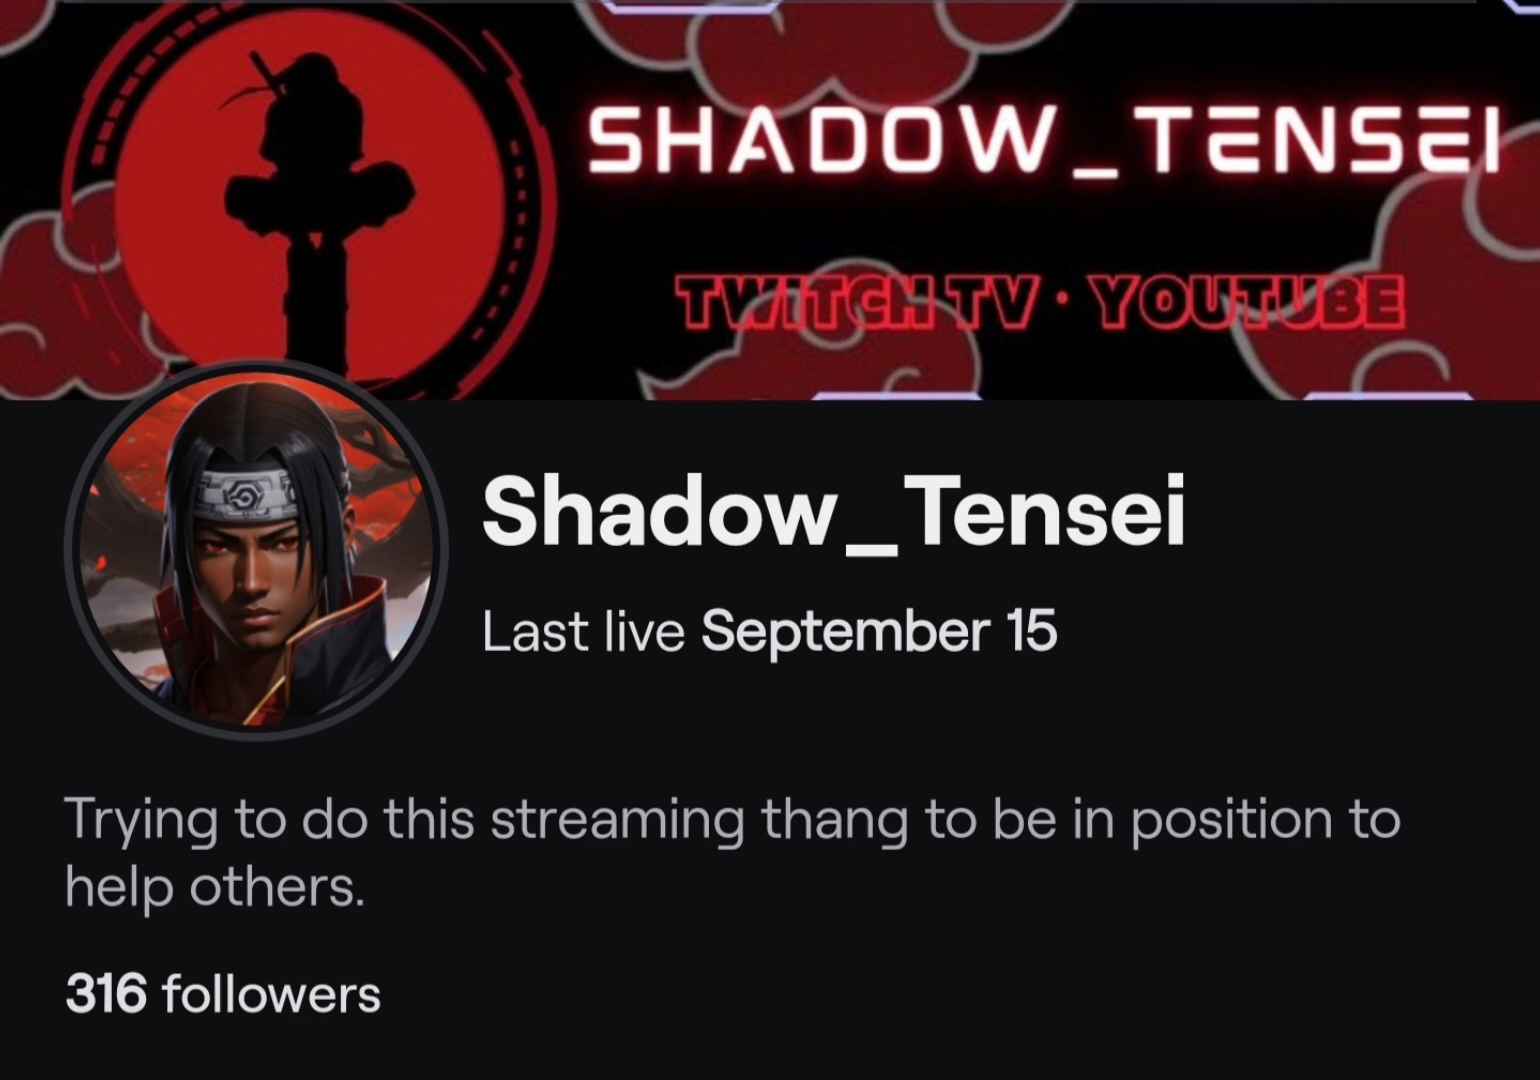 SHADOW_TENSEI
TWITCH TV · YOUTUBE
Shadow_Tensei
Last live September 15
Trying to do this streaming thang to be in position to
help others.
316 followers